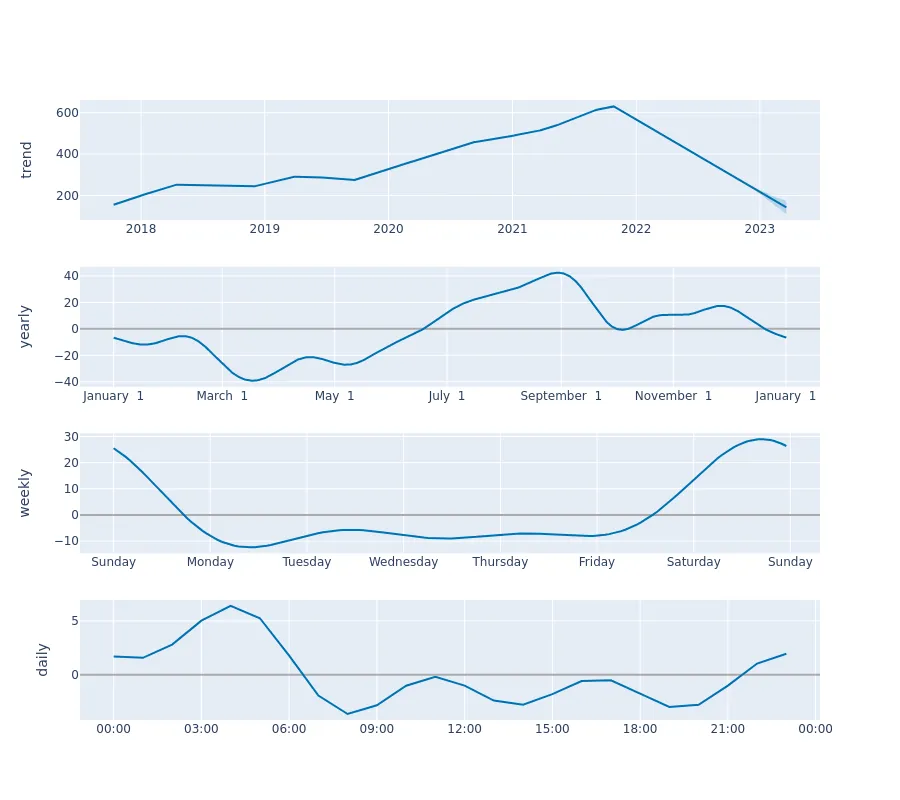 trend
600
400
200
2018 2019 2020 2021 2022 2023
yearly
40
20
0
−20
−40
January 1 March 1 May 1 July 1 September 1 November 1 January 1
weekly
30
20
10
0
−10
Sunday Monday Tuesday Wednesday Thursday Friday Saturday Sunday
daily
5
0
00:00 03:00 06:00 09:00 12:00 15:00 18:00 21:00 00:00